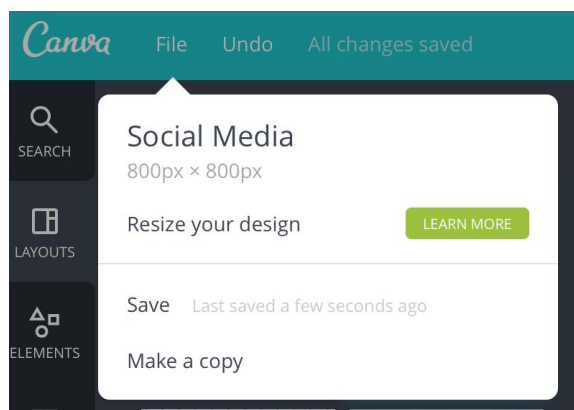 Canva File Undo All changes saved
SEARCH
LAYOUTS
ELEMENTS
Social Media
800px × 800px
Resize your design LEARN MORE
Save Last saved a few seconds ago
Make a copy